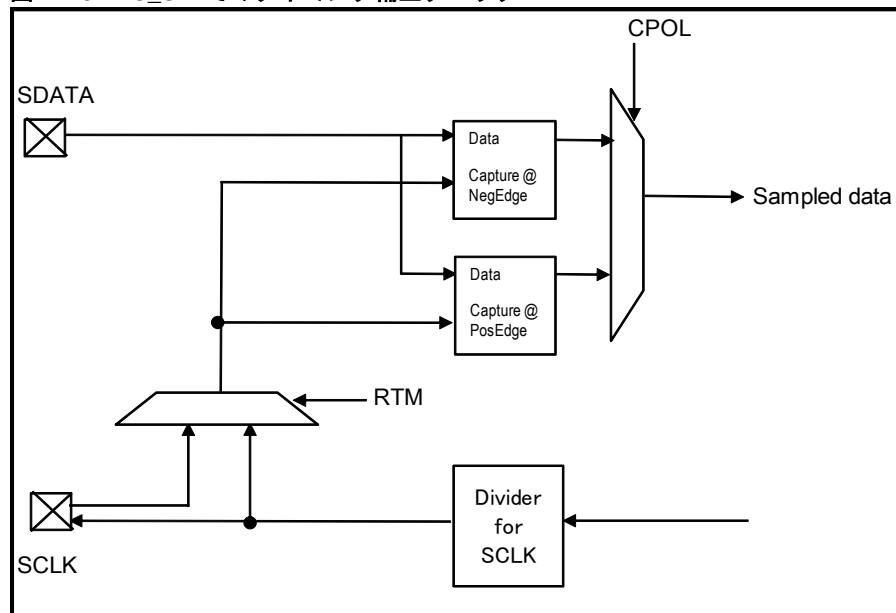 CPOL
SDATA
Data
Capture @
NegEdge
Sampled data
Data
Capture @
PosEdge
RTM
Divider
for
SCLK
SCLK